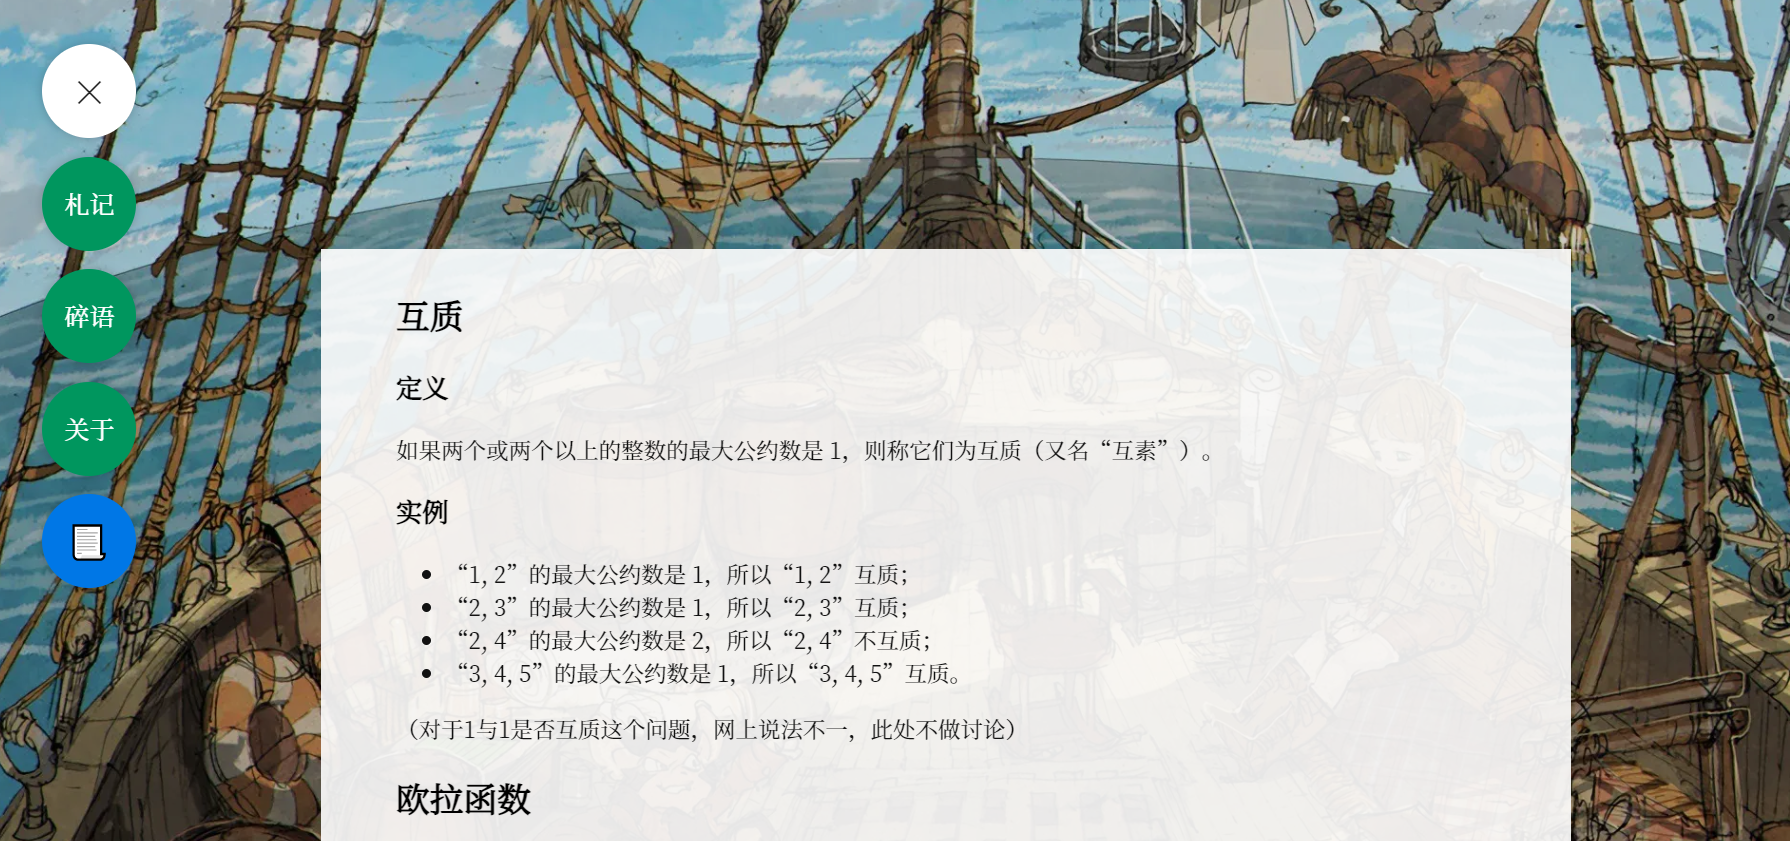 札记
碎语
关于
互质
定义
如果两个或两个以上的整数的最大公约数是 1，则称它们为互质（又名“互素”）。
实例
“1, 2”的最大公约数是 1，所以“1, 2”互质；
“2, 3”的最大公约数是 1，所以“2, 3”互质；
“2, 4”的最大公约数是 2，所以“2, 4”不互质；
“3, 4, 5”的最大公约数是 1，所以“3, 4, 5”互质。
（对于1与1是否互质这个问题，网上说法不一，此处不做讨论）
欧拉函数